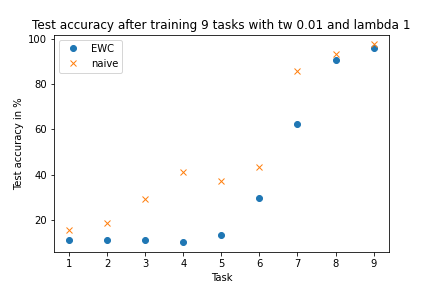 Test accuracy after training 9 tasks with tw 0.01 and lambda 1
EWC
naive
Test accuracy in %
100
80
60
40
20
1 2 3 4 5 6 7 8 9
Task